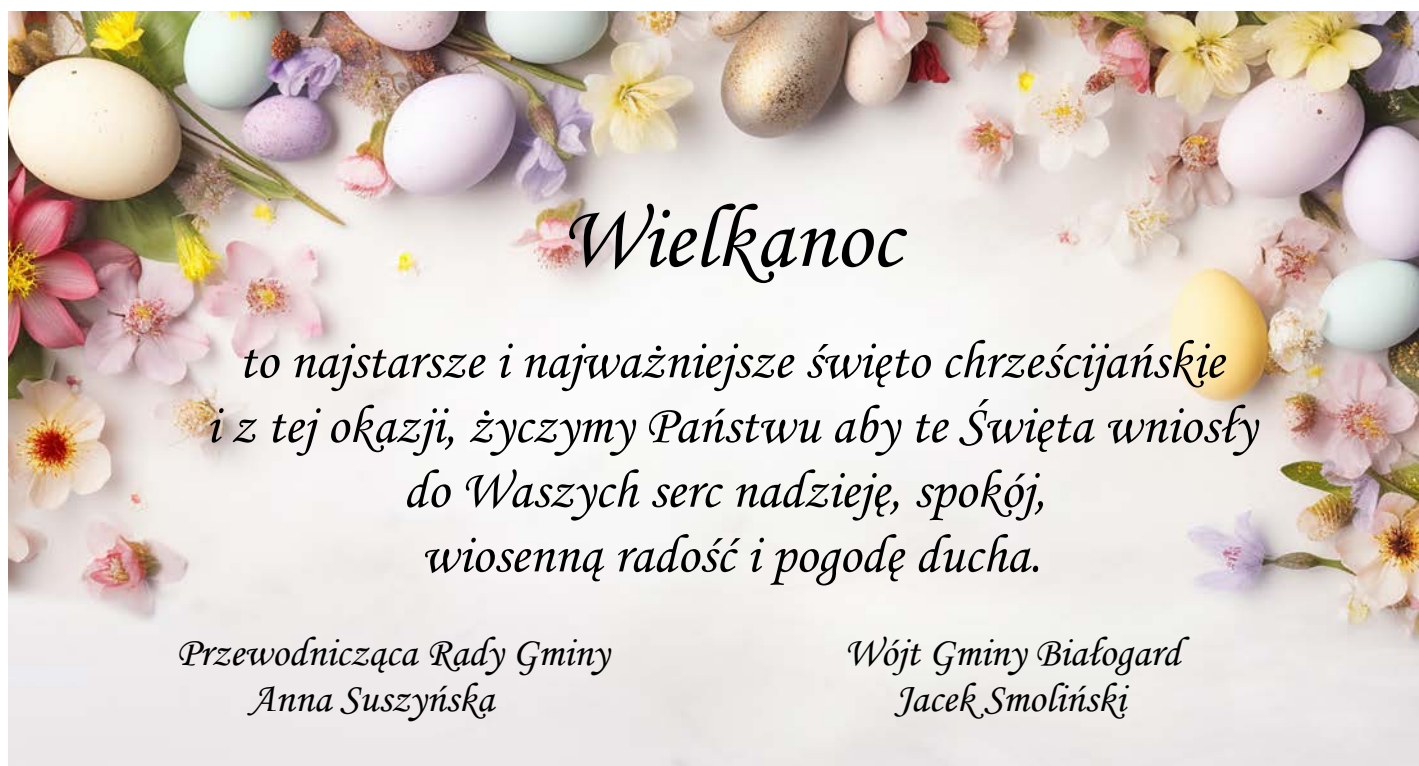 Wielkanoc
to najstarsze i najważniejsze święto chrześcijańskie
i z tej okazji, życzymy Państwu aby te Święta wniosły
do Waszych serc nadzieję, spokój,
wiosenną radość i pogodę ducha.
Przewodnicząca Rady Gminy
Anna Suszyńska
Wójt Gminy Białogard
Jacek Smoliński